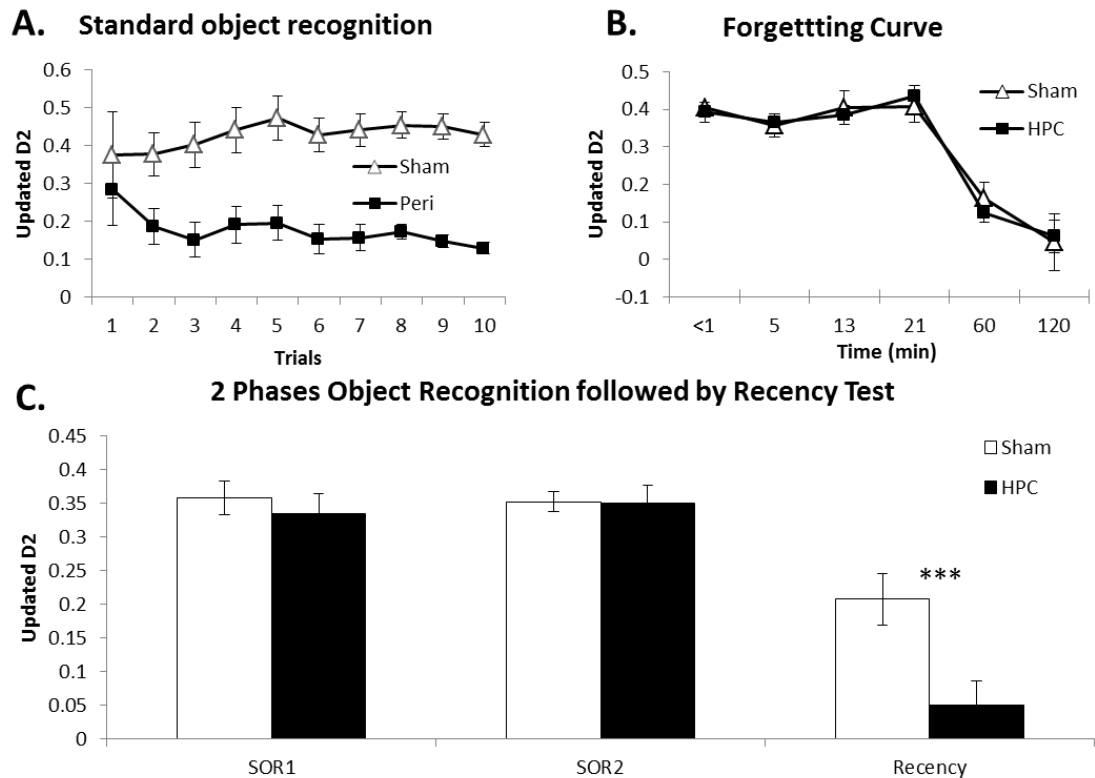 A. Standard object recognition
Updated D2
0.6
0.5
0.4
0.3
0.2
0.1
0
Sham
Peri
1 2 3 4 5 6 7 8 9 10
Trials
B. Forgettting Curve
Updated D2
0.5
0.4
0.3
0.2
0.1
0
-0.1
Sham
HPC
<1 5 13 21 60 120
Time (min)
C. 2 Phases Object Recognition followed by Recency Test
Updated D2
0.45
0.4
0.35
0.3
0.25
0.2
0.15
0.1
0.05
0
Sham
HPC
***
SOR1 SOR2 Recency